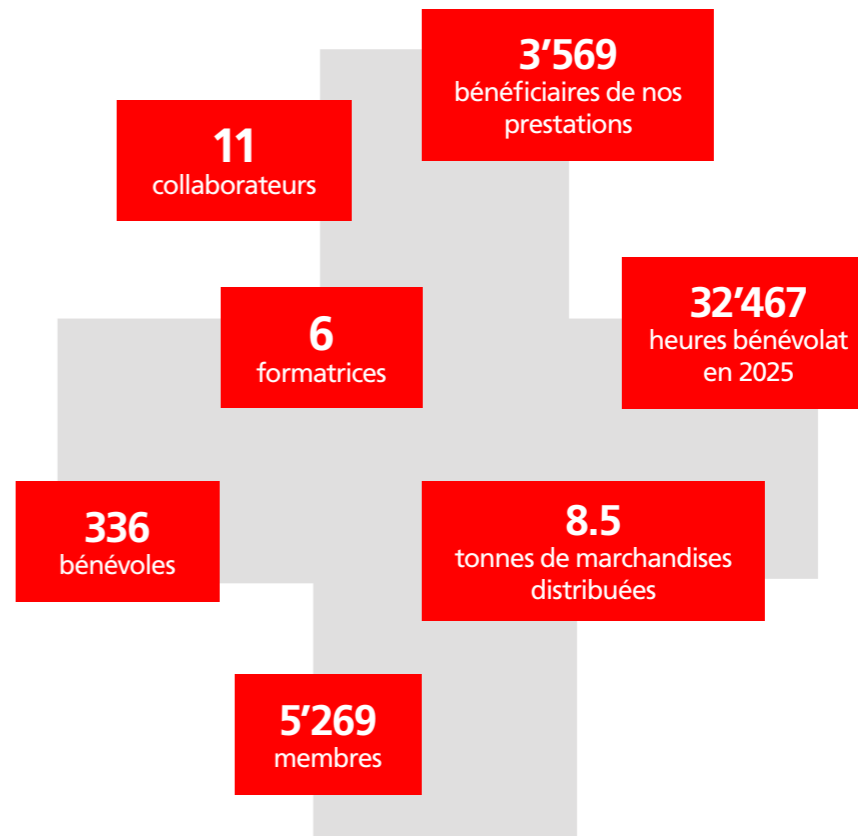 3’569
bénéficiaires de nos
prestations
11
collaborateurs
32’467
heures bénévolat
en 2025
6
formatrices
336
bénévoles
8.5
tonnes de marchandises
distribuées
5’269
membres